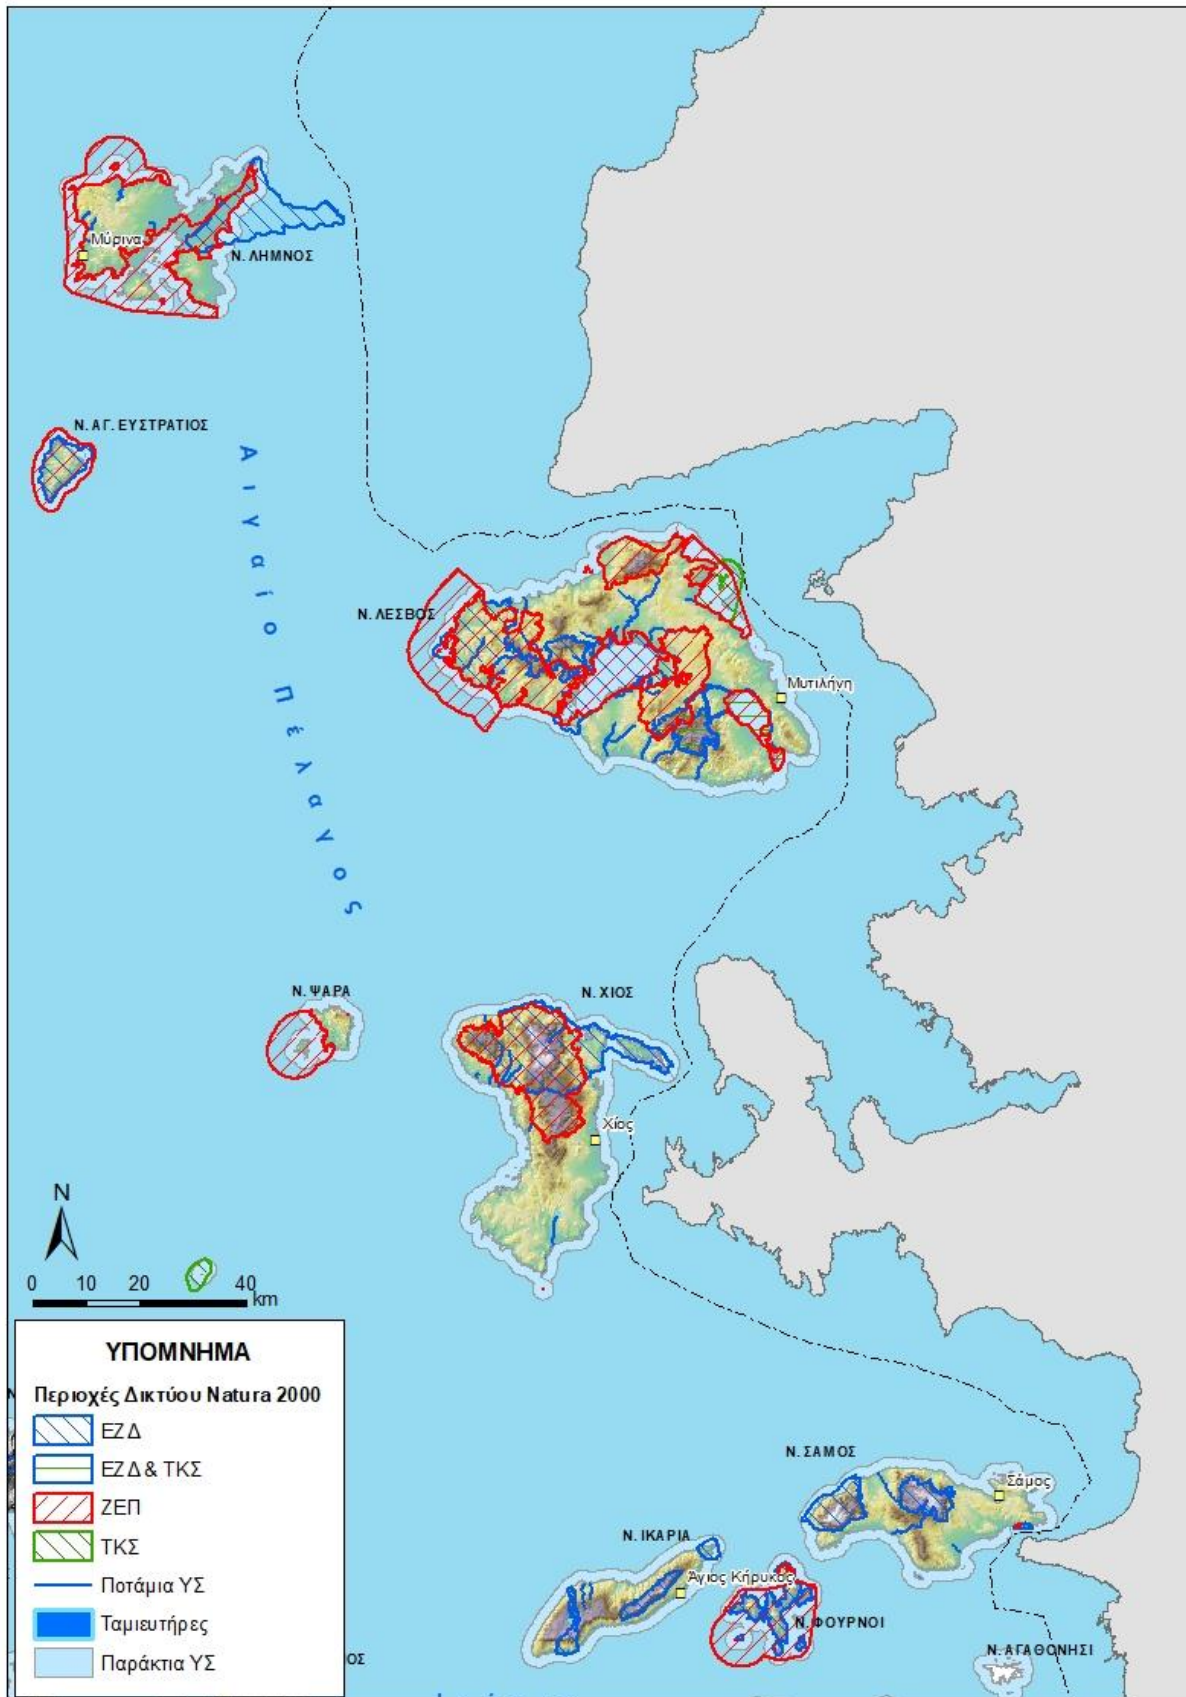 Μύρινα
Ν. ΛΗΜΝΟΣ
Ν. ΑΓ. ΕΥΣΤΡΑΤΙΟΣ
Αιγαίο Πέλαγος
Ν. ΛΕΣΒΟΣ
Μυτιλήνη
Ν. ΨΑΡΑ
Ν. ΧΙΟΣ
Χίος
N
0 10 20 40
km
ΥΠΟΜΝΗΜΑ
Περιοχές Δικτύου Natura 2000
ΕΖΔ
ΕΖΔ & ΤΚΣ
ΖΕΠ
ΤΚΣ
Ποτάμια ΥΣ
Ταμιευτήρες
Παράκτια ΥΣ
Ν. ΣΑΜΟΣ
Σάμος
Ν. ΙΚΑΡΙΑ
Άγιος Κήρυκος
Ν. ΦΟΥΡΝΟΙ
Ν. ΑΓΑΘΟΝΗΣΙ
ΟΣ